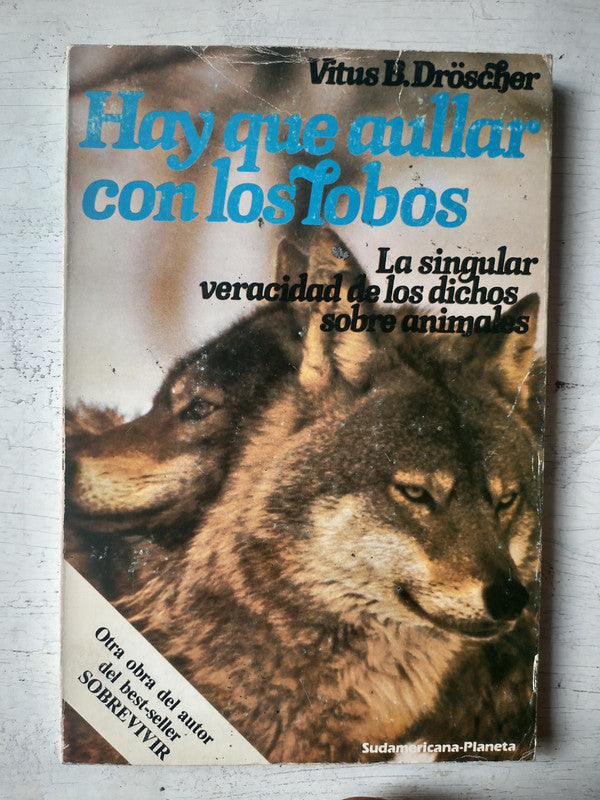 Vitus B. Dröscher
Hay que aullar
con los lobos
La singular
veracidad de los dichos
sobre animales
Otra obra del autor
del best-seller
SOBREVIVIR
Sudamericana-Planeta